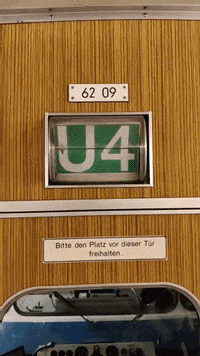 62 09
U4
Bitte den Platz vor dieser Tür
freihalten.